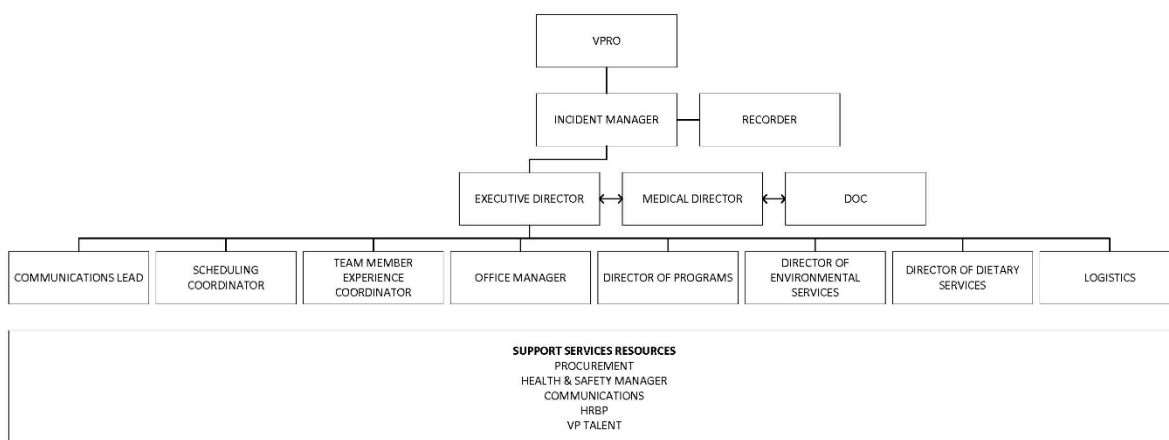 VPRO
INCIDENT MANAGER
RECORDER
EXECUTIVE DIRECTOR
MEDICAL DIRECTOR
DOC
COMMUNICATIONS LEAD
SCHEDULING
COORDINATOR
TEAM MEMBER
EXPERIENCE
COORDINATOR
OFFICE MANAGER
DIRECTOR OF PROGRAMS
DIRECTOR OF
ENVIRONMENTAL
SERVICES
DIRECTOR OF DIETARY
SERVICES
LOGISTICS
SUPPORT SERVICES RESOURCES
PROCUREMENT
HEALTH & SAFETY MANAGER
COMMUNICATIONS
HRBP
VP TALENT